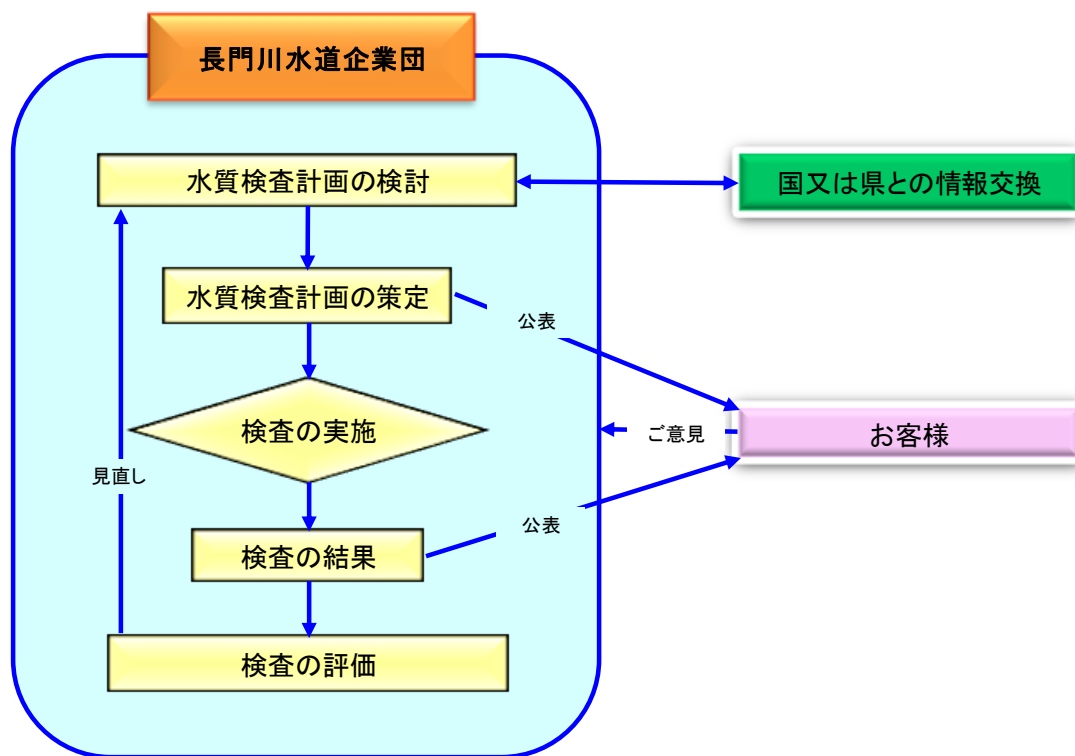 長門川水道企業団
水質検査計画の検討
国又は県との情報交換
水質検査計画の策定
公表
検査の実施
ご意見
お客様
見直し
公表
検査の結果
検査の評価